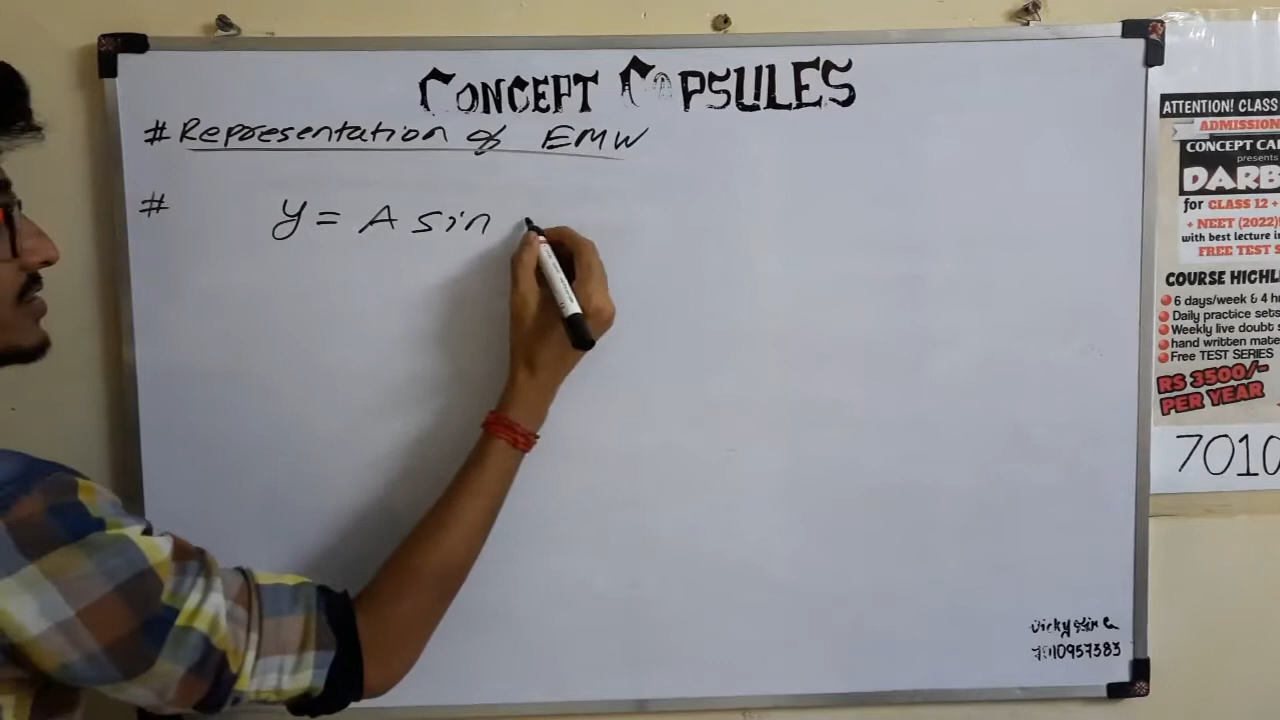 CONCEPT CAPSULES
# Representation of EMW
# y = A sin
ATTENTION! CLASS
ADMISSION
CONCEPT CA
presents
DARB
for CLASS 12 +
+ NEET (2022)
with best lecture i
FREE TEST S
COURSE HIGHL
6 days/week & 4 h
Daily practice sets
Weekly live doubt s
hand written mate
Free TEST SERIES
RS 3500/-
PER YEAR
7010
Vicky
7010957383